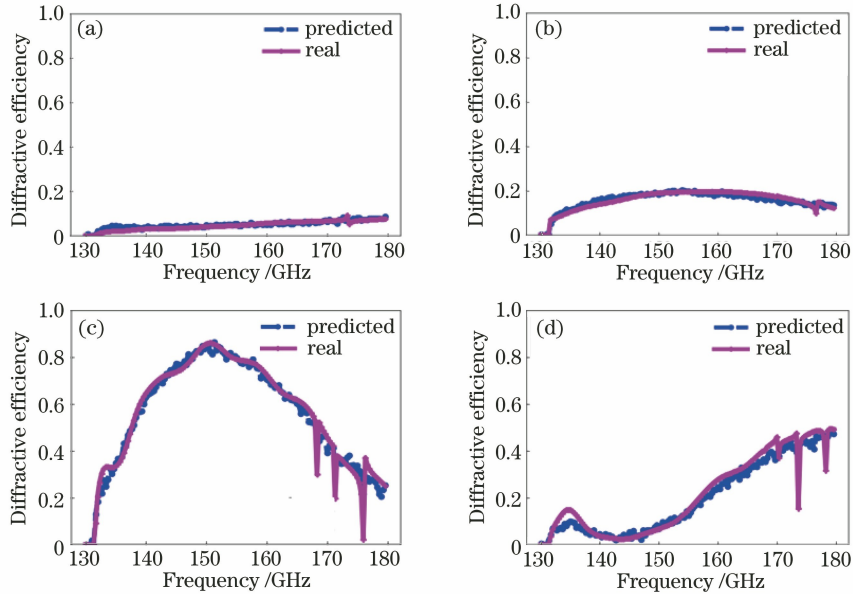 (a)
predicted
real
Diffractive efficiency
1.0
0.8
0.6
0.4
0.2
0
130 140 150 160 170 180
Frequency /GHz
(b)
predicted
real
Diffractive efficiency
1.0
0.8
0.6
0.4
0.2
0
130 140 150 160 170 180
Frequency /GHz
(c)
predicted
real
Diffractive efficiency
1.0
0.8
0.6
0.4
0.2
0
130 140 150 160 170 180
Frequency /GHz
(d)
predicted
real
Diffractive efficiency
1.0
0.8
0.6
0.4
0.2
0
130 140 150 160 170 180
Frequency /GHz